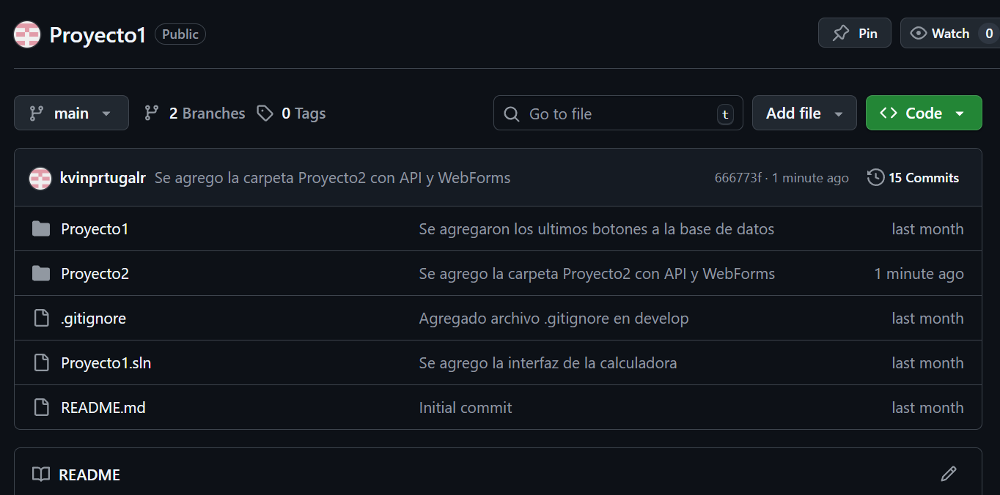 Proyecto1 Public Pin Watch 0
main 2 Branches 0 Tags Go to file t Add file Code
kvinprtugalr Se agrego la carpeta Proyecto2 con API y WebForms 666773f · 1 minute ago 15 Commits
Proyecto1 Se agregaron los ultimos botones a la base de datos last month
Proyecto2 Se agrego la carpeta Proyecto2 con API y WebForms 1 minute ago
.gitignore Agregado archivo .gitignore en develop last month
Proyecto1.sln Se agrego la interfaz de la calculadora last month
README.md Initial commit last month
README